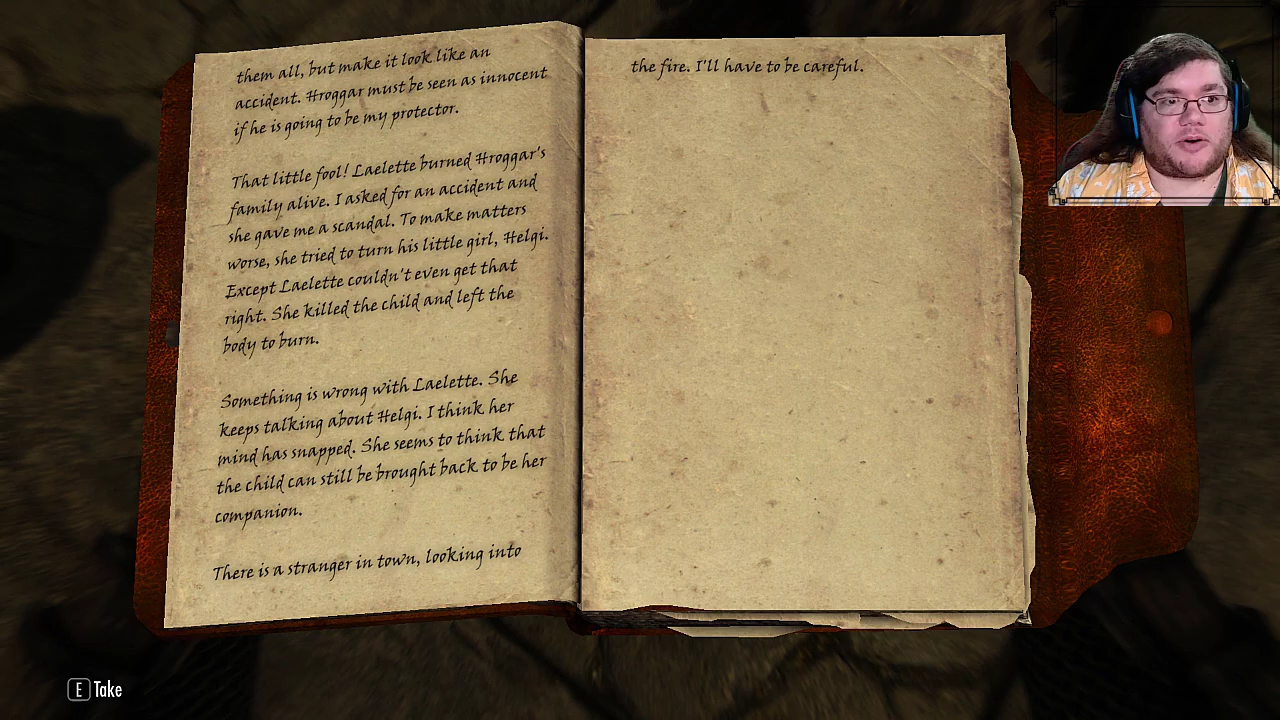 them all, but make it look like an
accident. Hroggar must be seen as innocent
if he is going to be my protector.
That little fool! Laelette burned Hroggar's
family alive. I asked for an accident and
she gave me a scandal. To make matters
worse, she tried to turn his little girl, Helgi.
Except Laelette couldn't even get that
right. She killed the child and left the
body to burn.
Something is wrong with Laelette. She
keeps talking about Helgi. I think her
mind has snapped. She seems to think that
the child can still be brought back to be her
companion.
There is a stranger in town, looking into
the fire. I'll have to be careful.
E Take